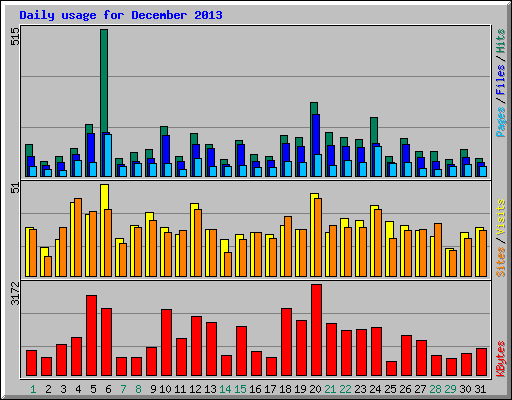 Daily usage for December 2013
515
Pages / Files / Hits
51
Sites / Visits
3172
KBytes
1 2 3 4 5 6 7 8 9 10 11 12 13 14 15 16 17 18 19 20 21 22 23 24 25 26 27 28 29 30 31